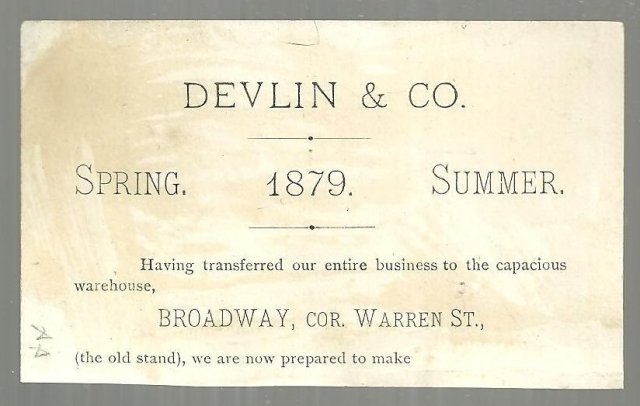 DEVLIN & CO.
SPRING. 1879. SUMMER.
Having transferred our entire business to the capacious
warehouse,
BROADWAY, COR. WARREN ST.,
(the old stand), we are now prepared to make